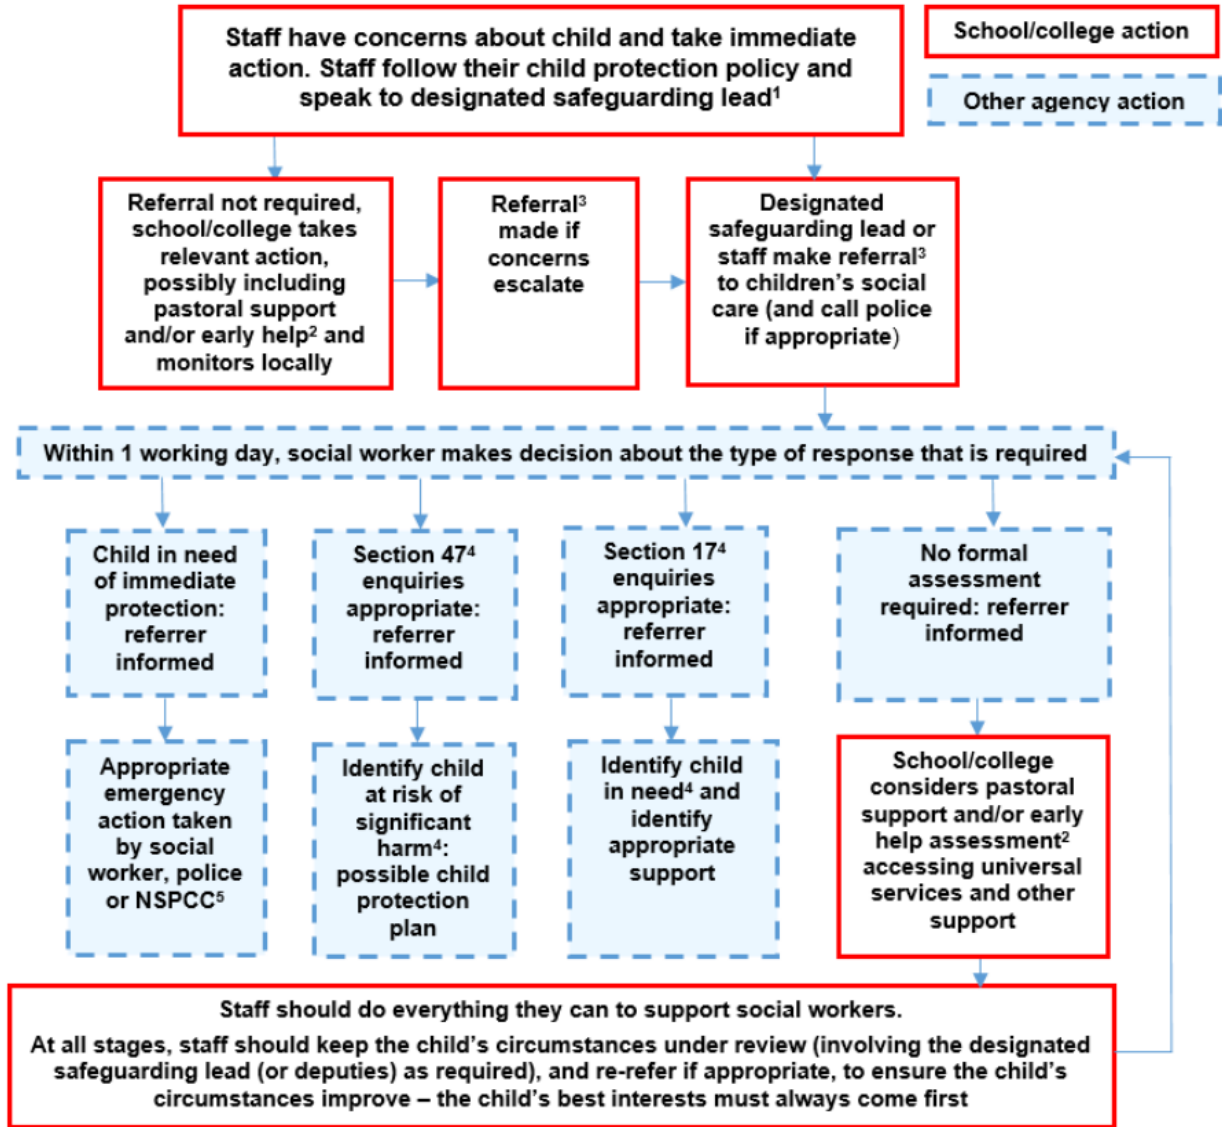 Staff have concerns about child and take immediate
action. Staff follow their child protection policy and
speak to designated safeguarding lead¹
School/college action
Other agency action
Referral not required,
school/college takes
relevant action,
possibly including
pastoral support
and/or early help² and
monitors locally
Referral³
made if
concerns
escalate
Designated
safeguarding lead or
staff make referral³
to children’s social
care (and call police
if appropriate)
Within 1 working day, social worker makes decision about the type of response that is required
Child in need
of immediate
protection:
referrer
informed
Section 47⁴
enquiries
appropriate:
referrer
informed
Section 17⁴
enquiries
appropriate:
referrer
informed
No formal
assessment
required: referrer
informed
Appropriate
emergency
action taken
by social
worker, police
or NSPCC⁵
Identify child
at risk of
significant
harm⁴:
possible child
protection
plan
Identify child
in need⁴ and
identify
appropriate
support
School/college
considers pastoral
support and/or early
help assessment²
accessing universal
services and other
support
Staff should do everything they can to support social workers.
At all stages, staff should keep the child’s circumstances under review (involving the designated
safeguarding lead (or deputies) as required), and re-refer if appropriate, to ensure the child’s
circumstances improve – the child’s best interests must always come first